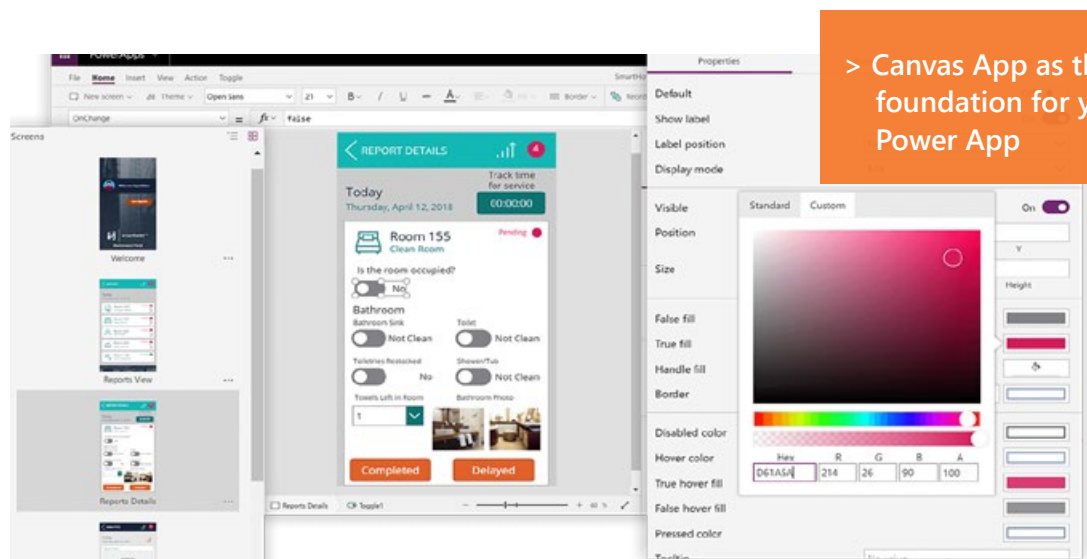 PowerApps
File Home Insert View Action Toggle
New screen Theme Open Sans 21 B / U A Border
OnChange = fx false
Screens
Welcome
Reports View
Reports Details
REPORT DETAILS 4
Track time
for service
Today
Thursday, April 12, 2018 00:00:00
Room 155 Pending
Clean Room
Is the room occupied?
No
Bathroom
Bathroom Sink Toilet
Not Clean Not Clean
Toiletries Restocked Shower/Tub
No Not Clean
Towels Left in Room Bathroom Photo
1
Completed Delayed
Reports Details Toggle1
Properties
Default
Show label
Label position
Display mode
Visible On
Position
Y
Size
Height
False fill
True fill
Handle fill
Border
Disabled color
Hover color
True hover fill
False hover fill
Pressed color
Tooltip No value
Standard Custom
Hex R G B A
D61A5A 214 26 90 100
> Canvas App as th
foundation for y
Power App